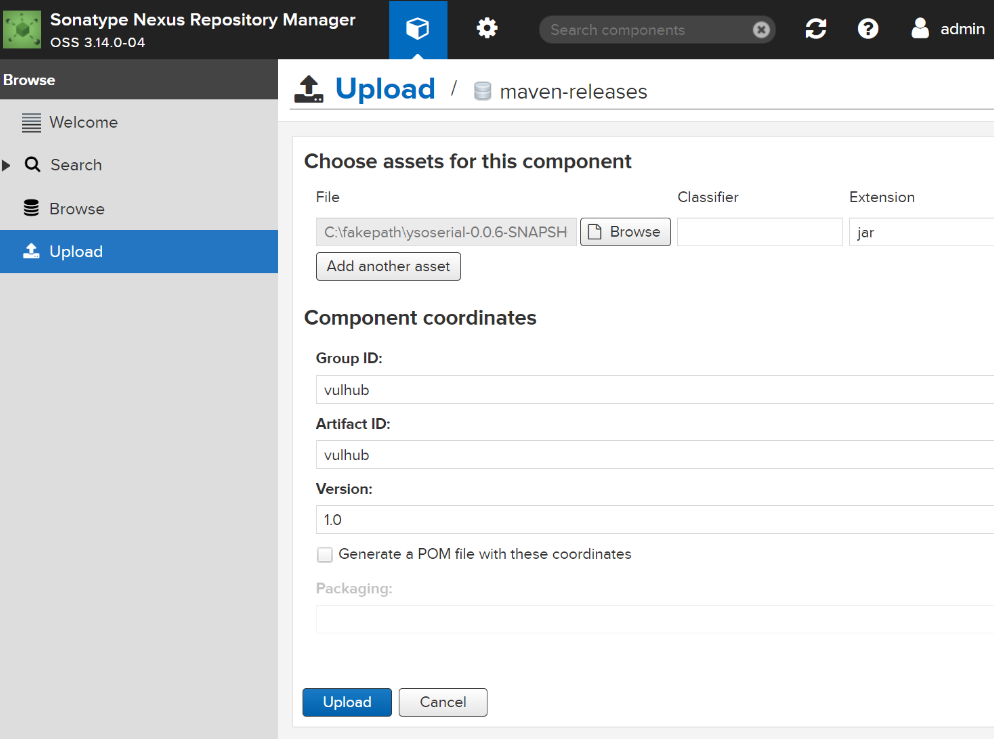 Sonatype Nexus Repository Manager
OSS 3.14.0-04
Search components
admin
Browse
Welcome
Search
Browse
Upload
Upload / maven-releases
Choose assets for this component
File Classifier Extension
C:\fakepath\ysoserial-0.0.6-SNAPSH Browse jar
Add another asset
Component coordinates
Group ID:
vulhub
Artifact ID:
vulhub
Version:
1.0
Generate a POM file with these coordinates
Packaging:
Upload Cancel